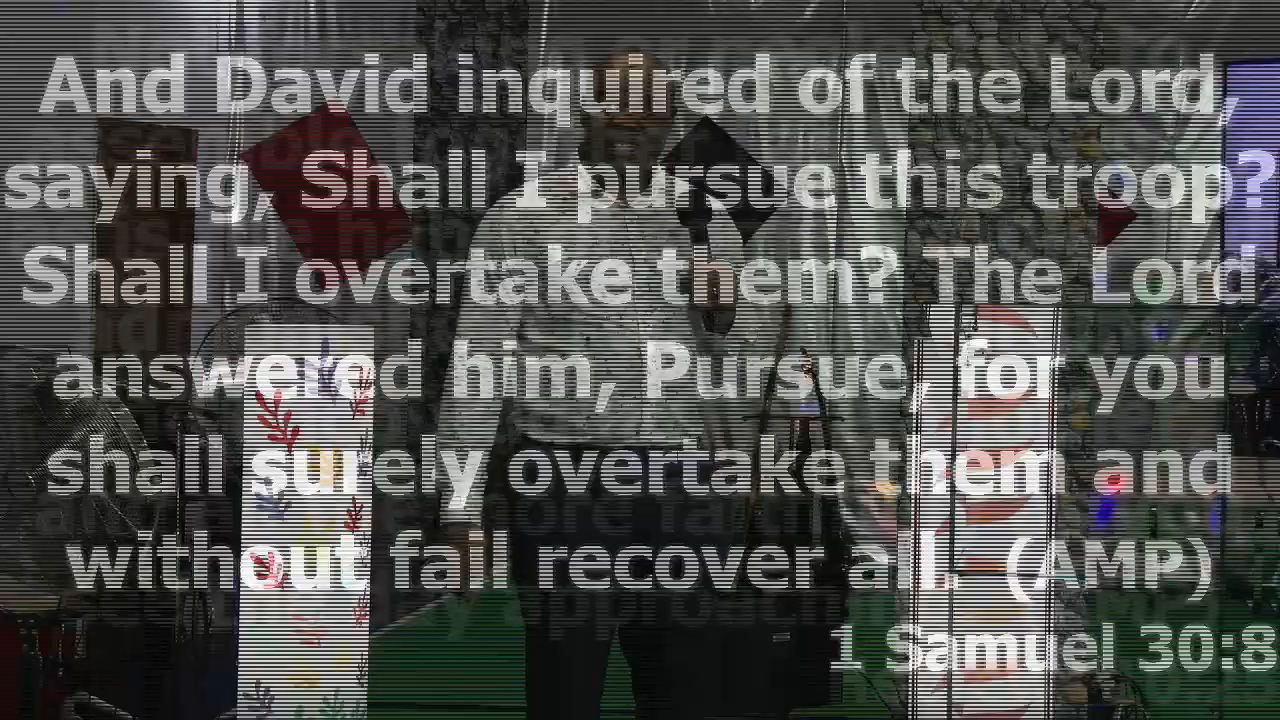 And David inquired of the Lord,
saying, Shall I pursue this troop?
Shall I overtake them? The Lord
answered him, Pursue, for you
shall surely overtake them and
without fail recover all. (AMP)
1 Samuel 30:8